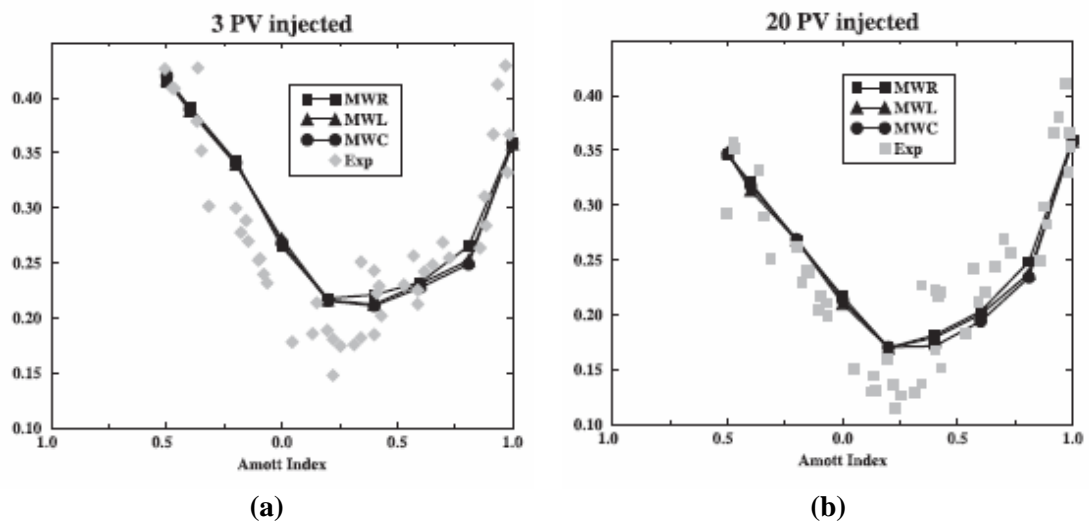 3 PV injected
0.40
0.35
0.30
0.25
0.20
0.15
0.10
MWR
MWL
MWC
Exp
1.0 0.5 0.0 0.5 1.0
Amott Index
(a)
20 PV injected
0.40
0.35
0.30
0.25
0.20
0.15
0.10
MWR
MWL
MWC
Exp
1.0 0.5 0.0 0.5 1.0
Amott Index
(b)